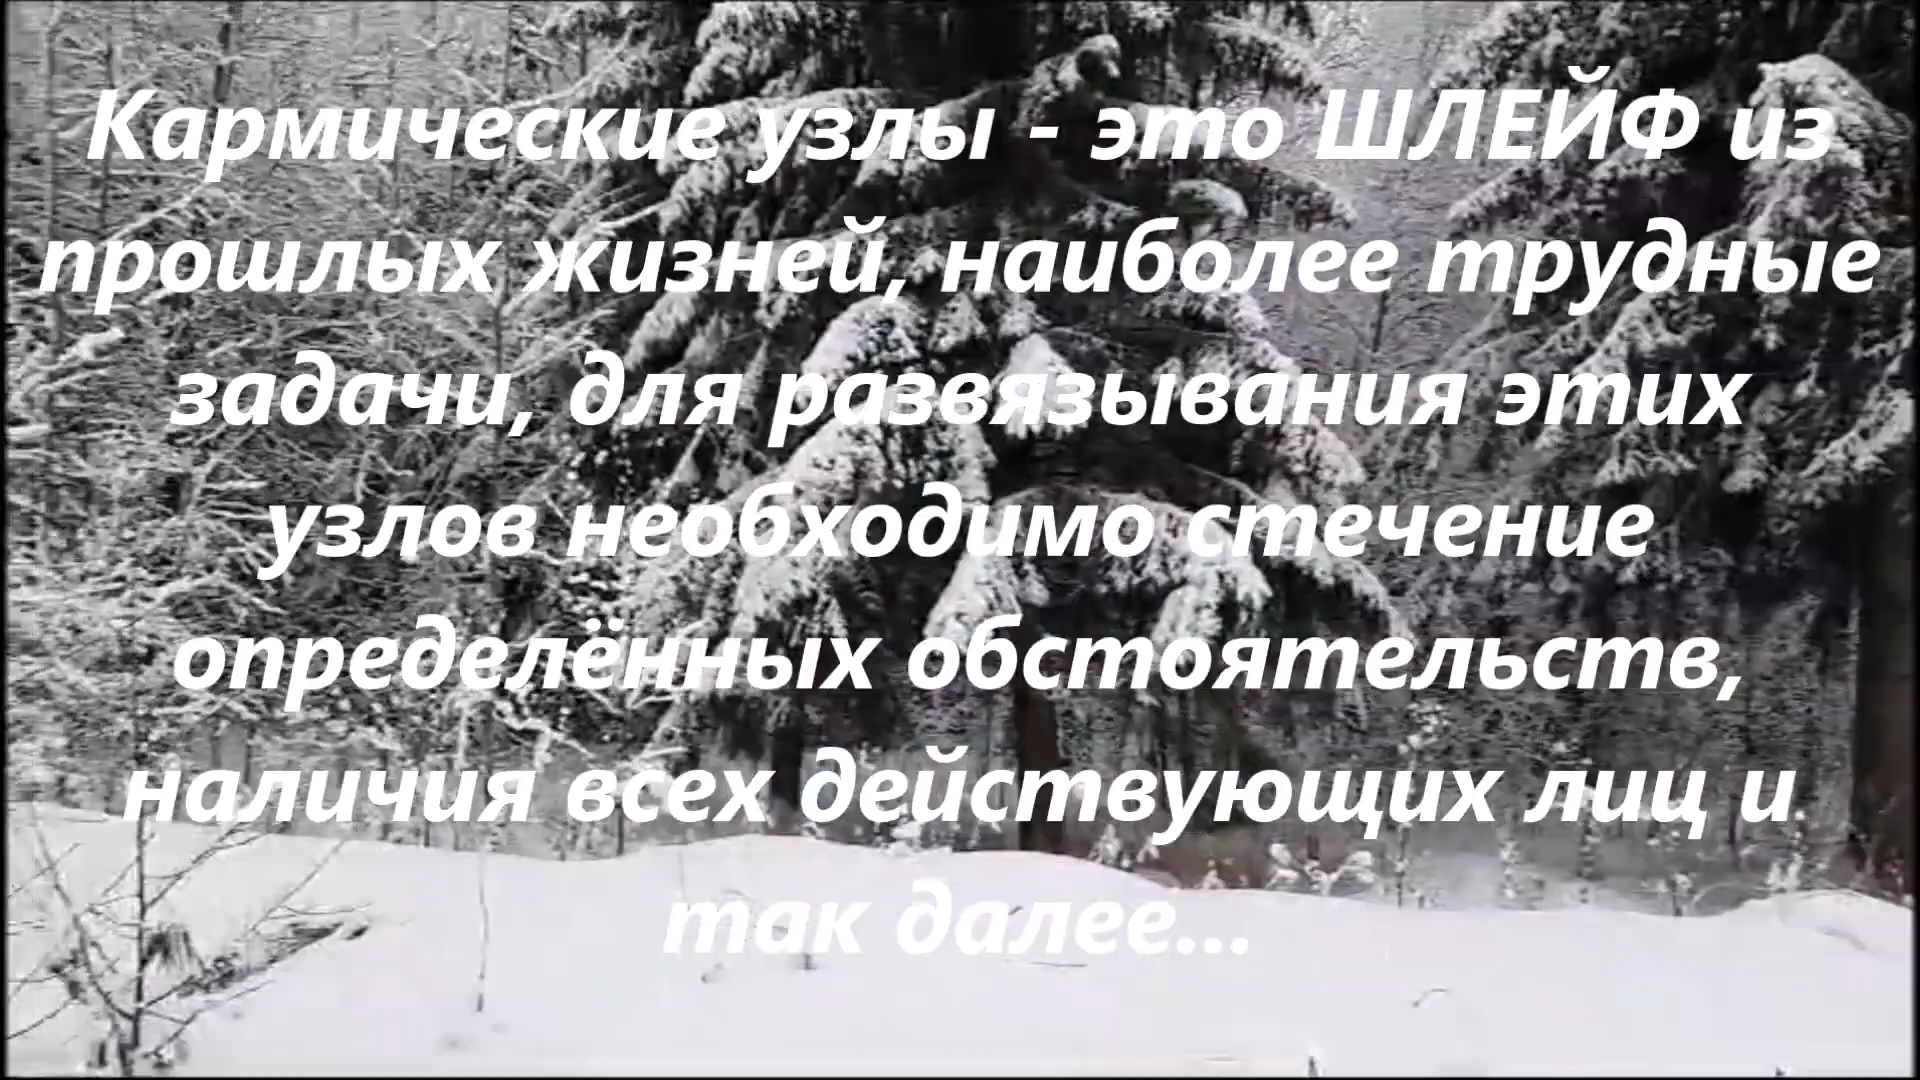 Кармические узлы - это ШЛЕЙФ из
прошлых жизней, наиболее трудные
задачи, для развязывания этих
узлов необходимо стечение
определённых обстоятельств,
наличия всех действующих лиц и
так далее...